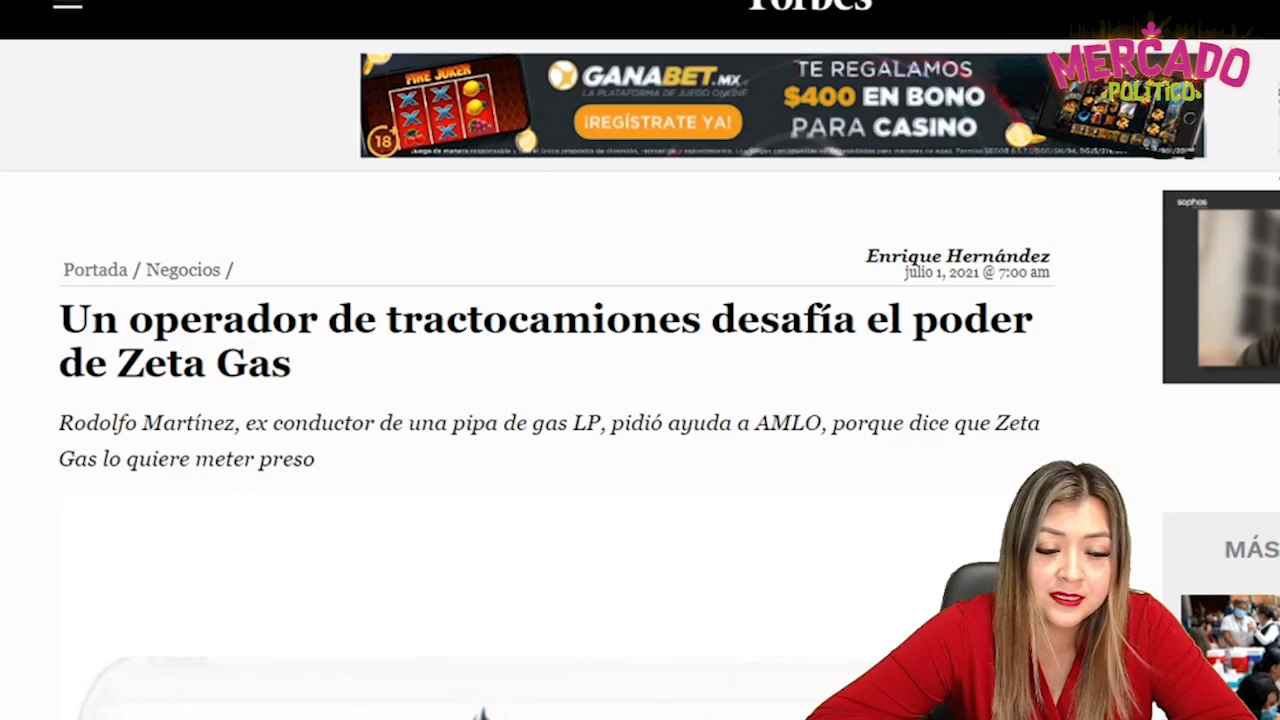 Forbes
FIRE JOKER
18
GANABET.MX
LA PLATAFORMA DE JUEGO ONLINE
¡REGÍSTRATE YA!
TE REGALAMOS
$400 EN BONO
PARA CASINO
MERCADO
POLÍTICO
sophos
Portada / Negocios /
Enrique Hernández
julio 1, 2021 @ 7:00 am
Un operador de tractocamiones desafía el poder
de Zeta Gas
Rodolfo Martínez, ex conductor de una pipa de gas LP, pidió ayuda a AMLO, porque dice que Zeta
Gas lo quiere meter preso
MÁS